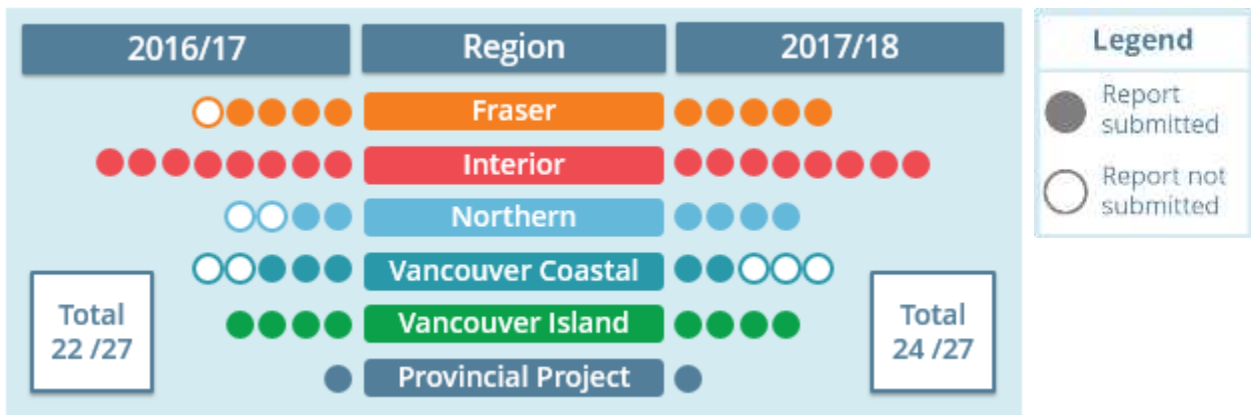 2016/17 Region 2017/18
Fraser
Interior
Northern
Vancouver Coastal
Vancouver Island
Provincial Project
Total
22 /27
Total
24 /27
Legend
Report
submitted
Report not
submitted